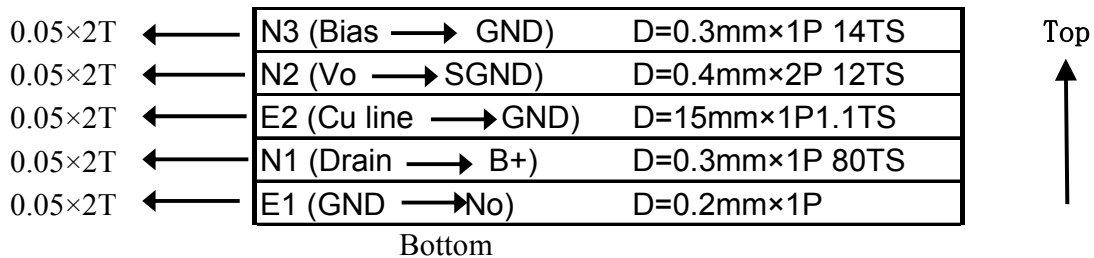 0.05×2T N3 (Bias → GND) D=0.3mm×1P 14TS Top
0.05×2T N2 (Vo → SGND) D=0.4mm×2P 12TS
0.05×2T E2 (Cu line → GND) D=15mm×1P1.1TS
0.05×2T N1 (Drain → B+) D=0.3mm×1P 80TS
0.05×2T E1 (GND → No) D=0.2mm×1P
Bottom